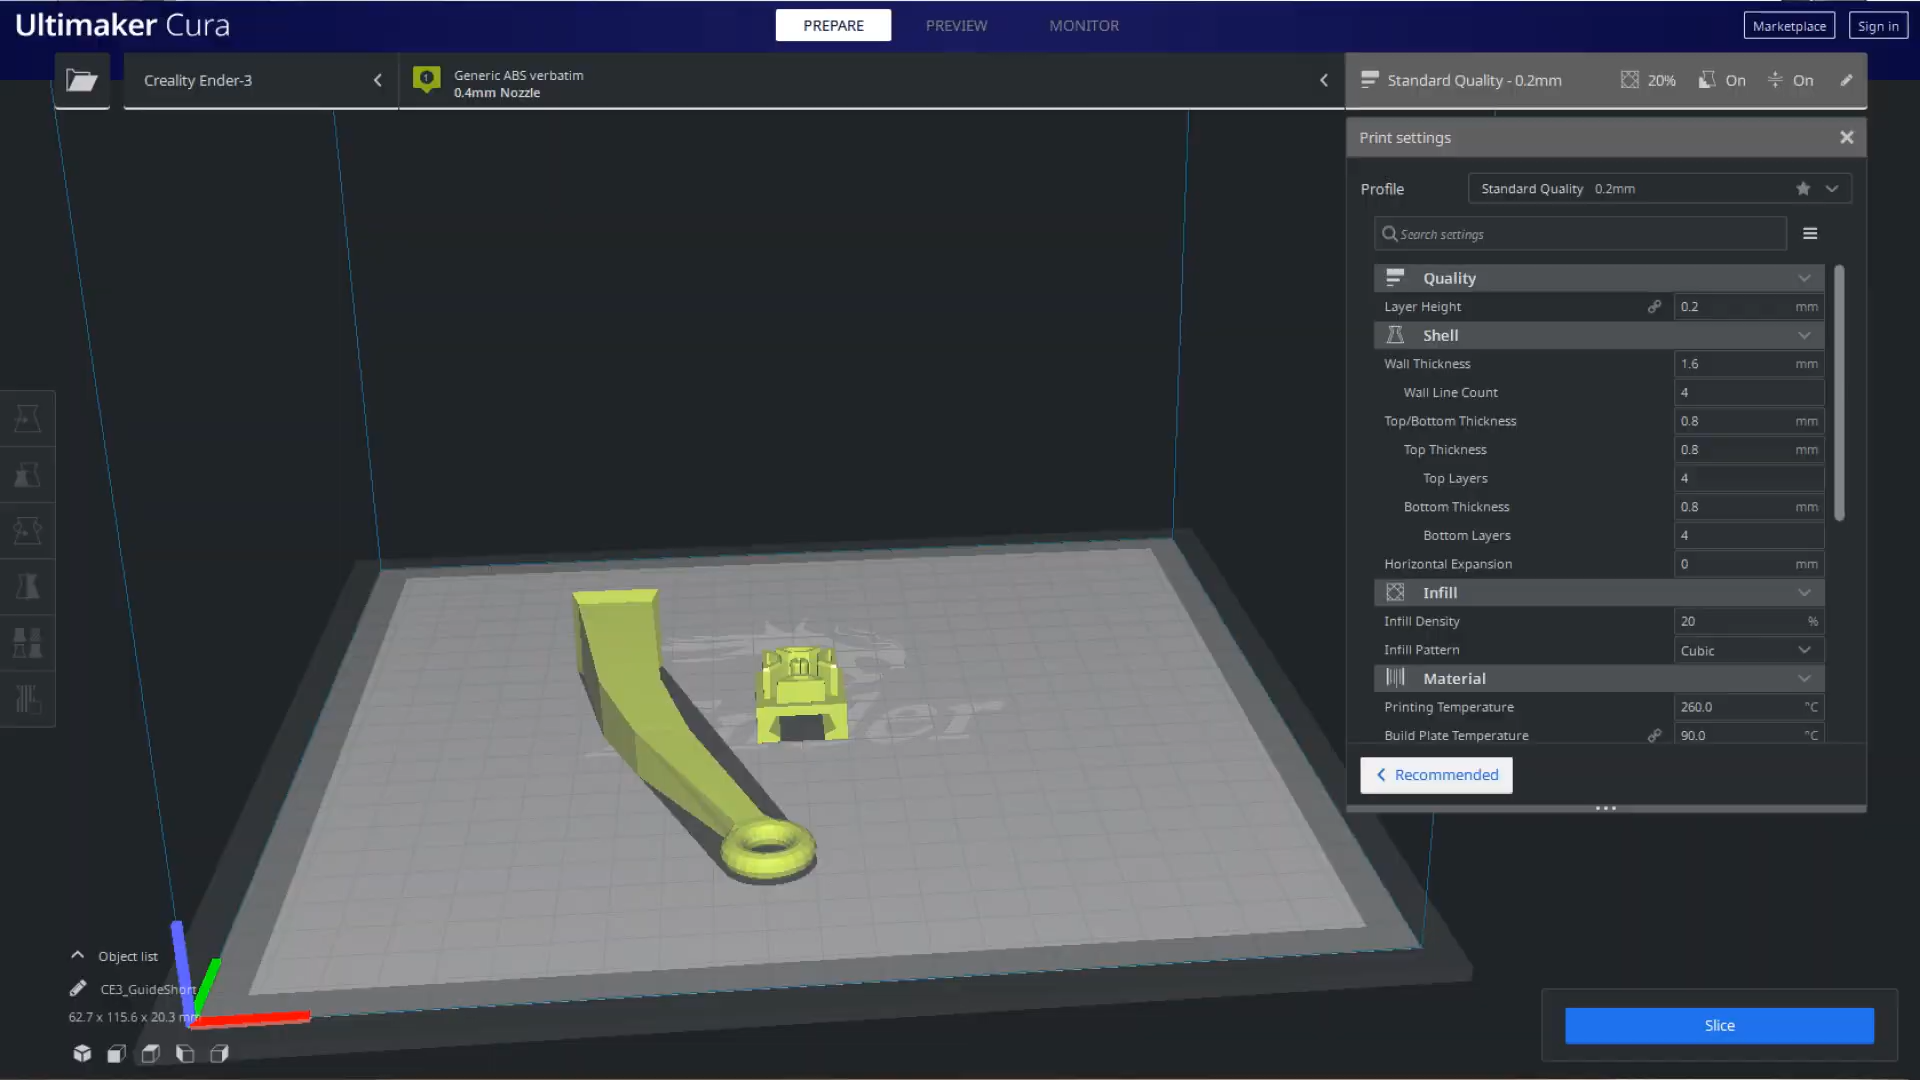 Ultimaker Cura
PREPARE
PREVIEW
MONITOR
Marketplace
Sign in
Creality Ender-3
1
Generic ABS verbatim
0.4mm Nozzle
Standard Quality - 0.2mm
20%
On
On
Print settings
Profile
Standard Quality 0.2mm
Search settings
Quality
Layer Height 0.2 mm
Shell
Wall Thickness 1.6 mm
Wall Line Count 4
Top/Bottom Thickness 0.8 mm
Top Thickness 0.8 mm
Top Layers 4
Bottom Thickness 0.8 mm
Bottom Layers 4
Horizontal Expansion 0 mm
Infill
Infill Density 20 %
Infill Pattern Cubic
Material
Printing Temperature 260.0 °C
Build Plate Temperature 90.0 °C
Recommended
Object list
CE3_GuideShort
62.7 x 115.6 x 20.3 mm
Slice